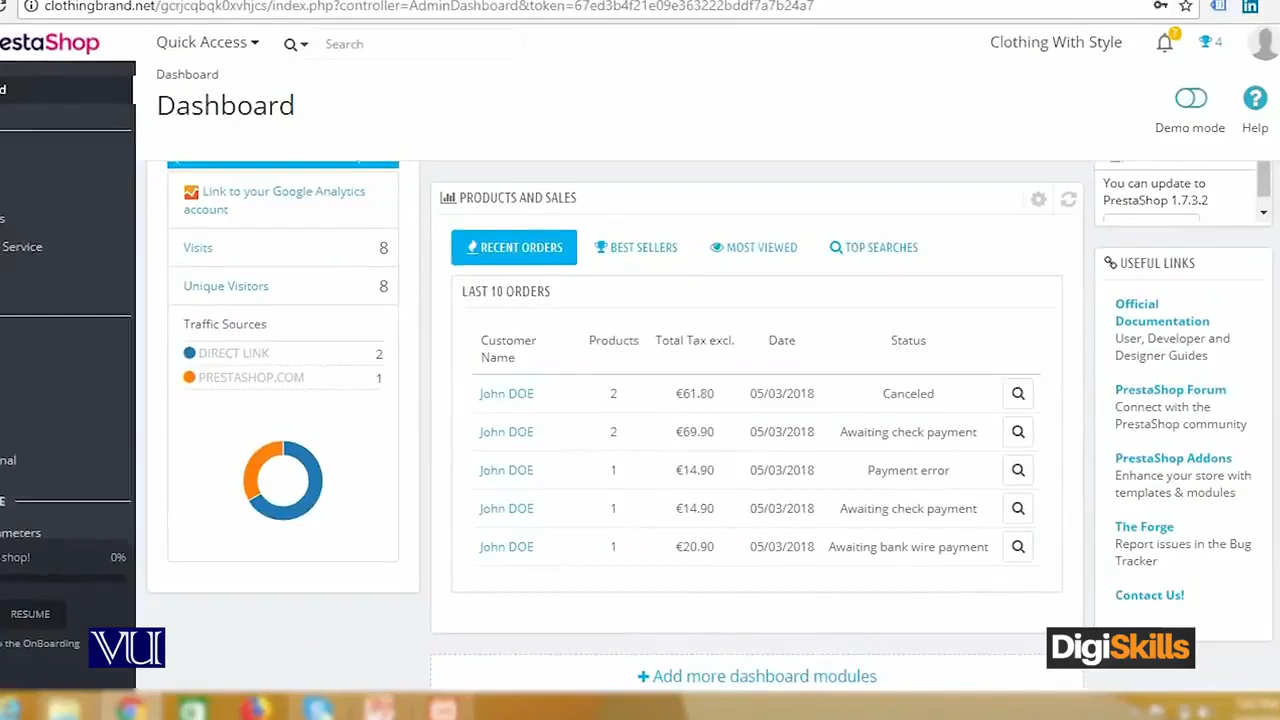 clothingbrand.net/gcrjcqbqk0xvhjcs/index.php?controller=AdminDashboard&token=67ed3b4f21e09e363222bddf7a7b24a7
estaShop
Quick Access
Search
Clothing With Style
7
4
Dashboard
Dashboard
Demo mode
Help
d
s
Service
nal
E
meters
shop!
0%
RESUME
the OnBoarding
Link to your Google Analytics
account
Visits 8
Unique Visitors 8
Traffic Sources
DIRECT LINK 2
PRESTASHOP.COM 1
PRODUCTS AND SALES
RECENT ORDERS
BEST SELLERS
MOST VIEWED
TOP SEARCHES
LAST 10 ORDERS
Customer
Name
Products
Total Tax excl.
Date
Status
John DOE 2 €61.80 05/03/2018 Canceled
John DOE 2 €69.90 05/03/2018 Awaiting check payment
John DOE 1 €14.90 05/03/2018 Payment error
John DOE 1 €14.90 05/03/2018 Awaiting check payment
John DOE 1 €20.90 05/03/2018 Awaiting bank wire payment
Add more dashboard modules
You can update to
PrestaShop 1.7.3.2
USEFUL LINKS
Official
Documentation
User, Developer and
Designer Guides
PrestaShop Forum
Connect with the
PrestaShop community
PrestaShop Addons
Enhance your store with
templates & modules
The Forge
Report issues in the Bug
Tracker
Contact Us!
VU
DigiSkills